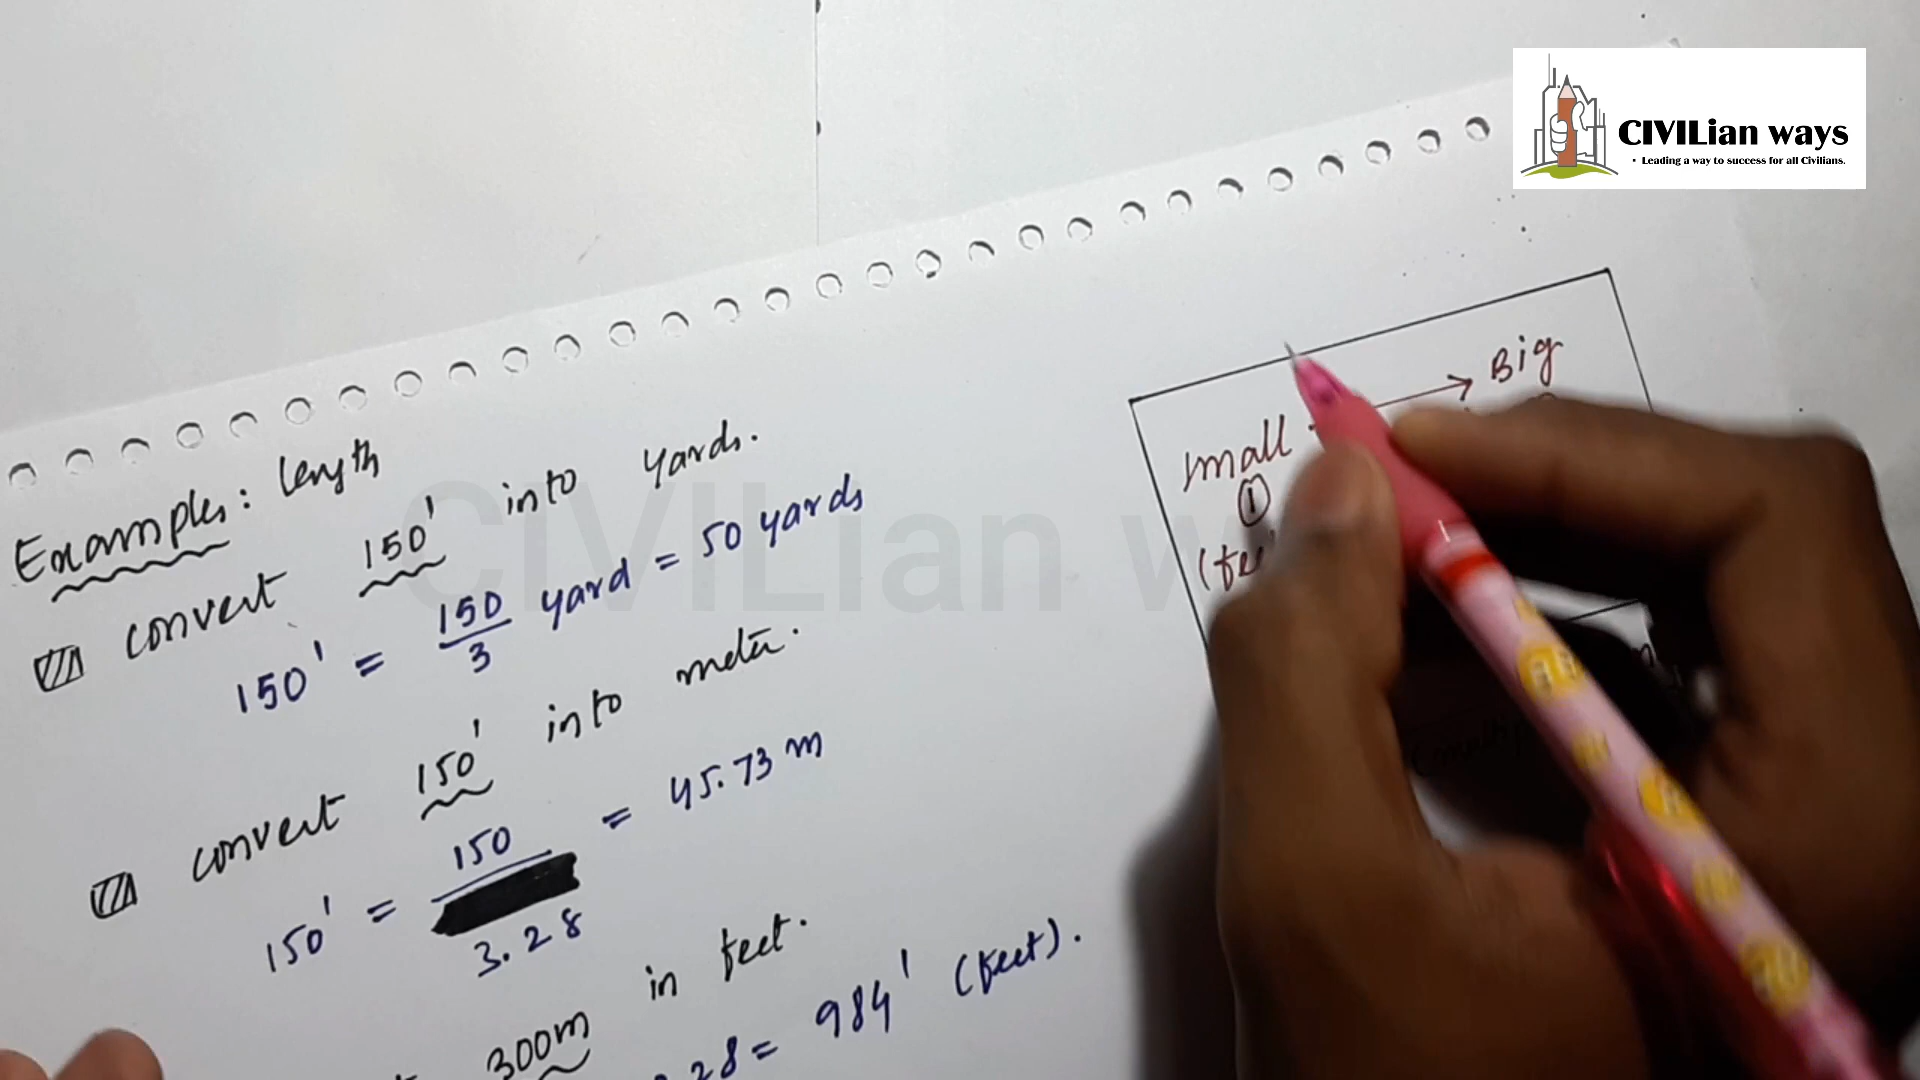 CIVILian ways
• Leading a way to success for all Civilians.
Examples: length
convert 150' into yards.
150' = 150/3 yard = 50 yards
convert 150' into meter.
150' = 150/3.28 = 45.73 m
300m in feet.
28 = 984' (feet).
small → Big
①
CIVILian w